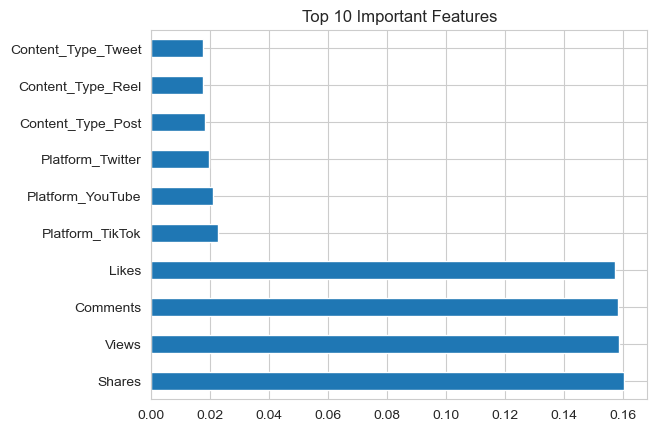 Top 10 Important Features
Content_Type_Tweet
Content_Type_Reel
Content_Type_Post
Platform_Twitter
Platform_YouTube
Platform_TikTok
Likes
Comments
Views
Shares
0.00 0.02 0.04 0.06 0.08 0.10 0.12 0.14 0.16